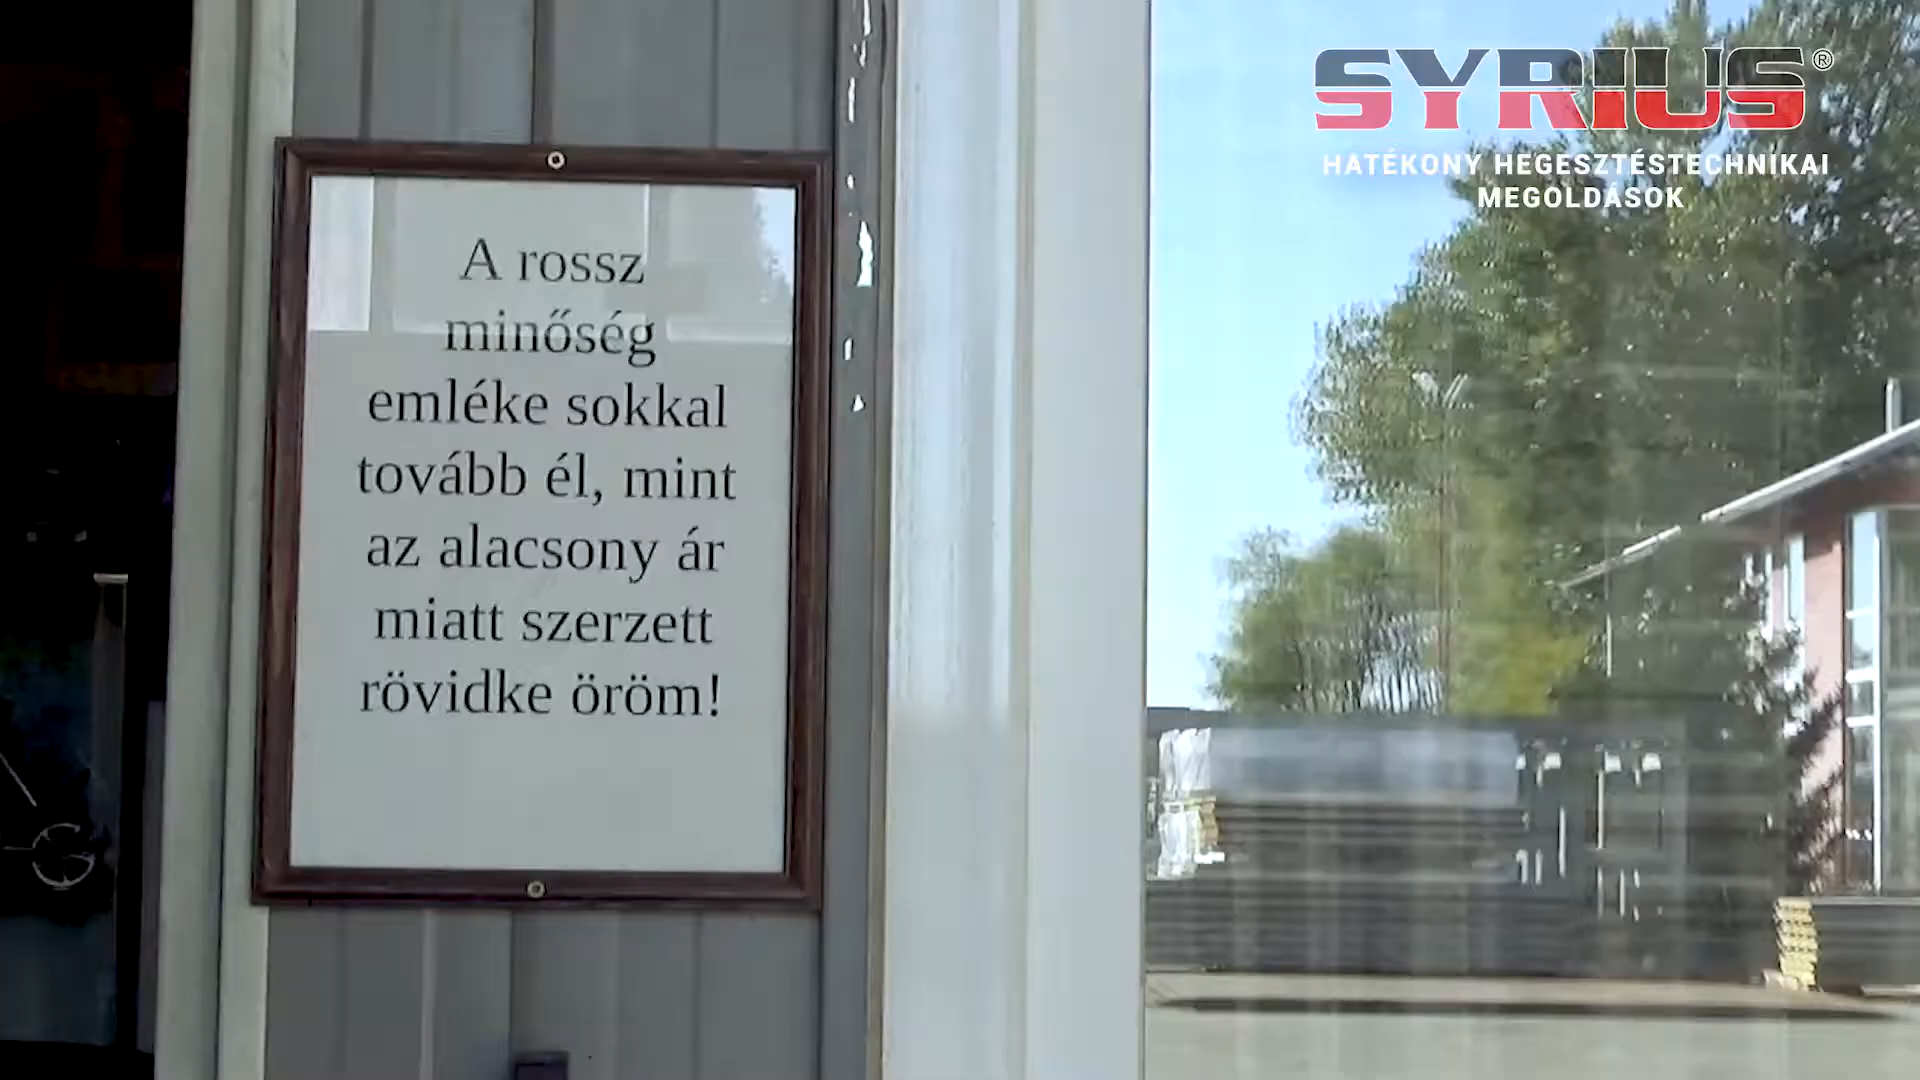 A rossz
minőség
emléke sokkal
tovább él, mint
az alacsony ár
miatt szerzett
rövidke öröm!
SYRIUS®
HATÉKONY HEGESZTÉSTECHNIKAI
MEGOLDÁSOK